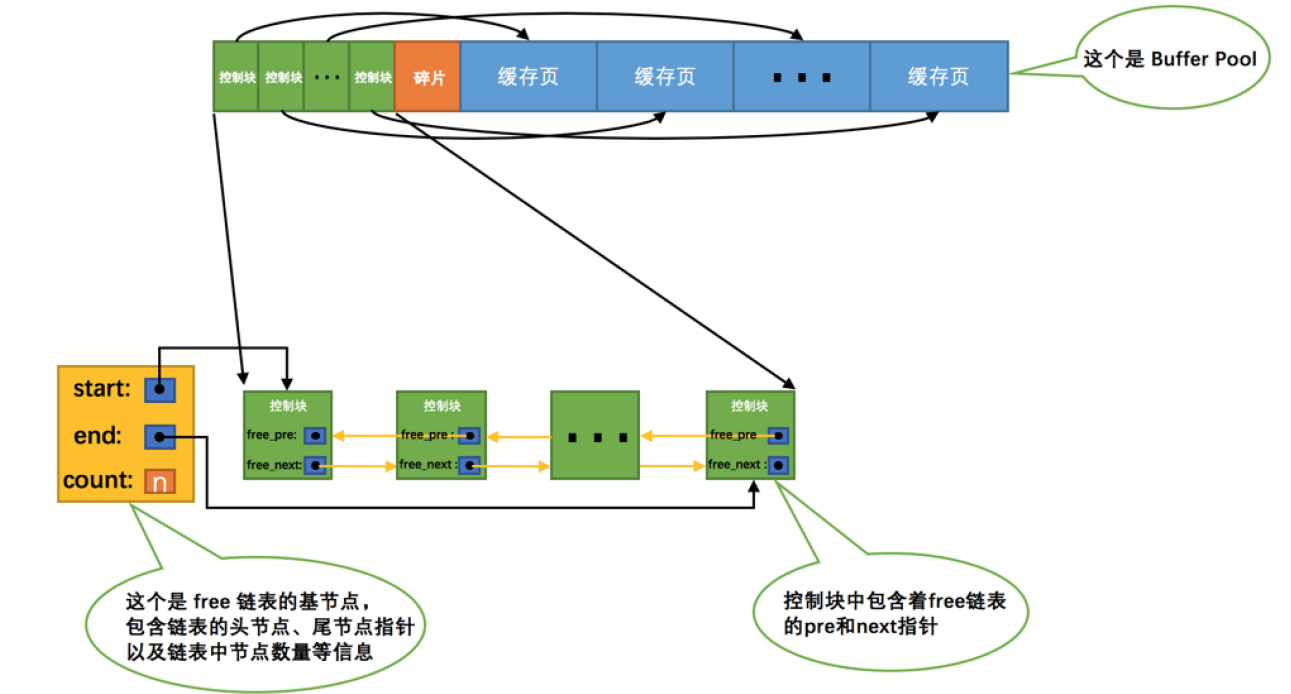 控制块
控制块
···
控制块
碎片
缓存页
缓存页
···
缓存页
这个是 Buffer Pool
start:
end:
count: n
控制块
free_pre:
free_next:
控制块
free_pre :
free_next :
···
控制块
free_pre
free_next :
这个是 free 链表的基节点，
包含链表的头节点、尾节点指针
以及链表中节点数量等信息
控制块中包含着free链表
的pre和next指针